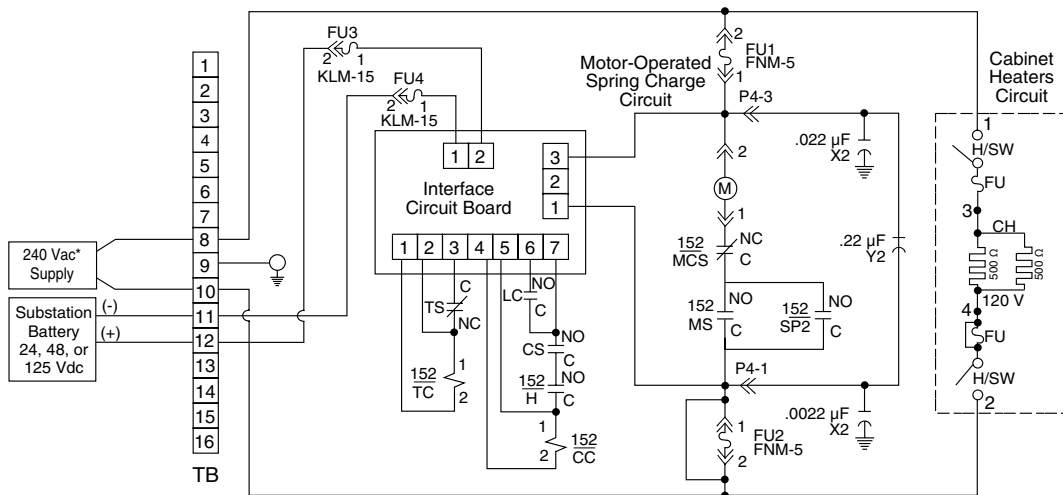 FU3
2 1
KLM-15
FU4
2 1
KLM-15
1
2
3
4
5
6
7
8
9
10
11
12
13
14
15
16
TB
240 Vac*
Supply
Substation
Battery
24, 48, or
125 Vdc
(-)
(+)
1 2
3
2
1
Interface
Circuit Board
1 2 3 4 5 6 7
TS
C
NC
1
152
TC
2
LC
NO
C
NO
CS
C
152
H
NO
C
1
2
152
CC
Motor-Operated
Spring Charge
Circuit
2
FU1
FNM-5
1
P4-3
2
M
1
152
MCS
NC
C
152
MS
NO
C
152
SP2
NO
C
P4-1
1
FU2
FNM-5
2
.022 µF
X2
.22 µF
Y2
.0022 µF
X2
Cabinet
Heaters
Circuit
1
H/SW
FU
3
CH
500 Ω
500 Ω
120 V
4
FU
H/SW
2